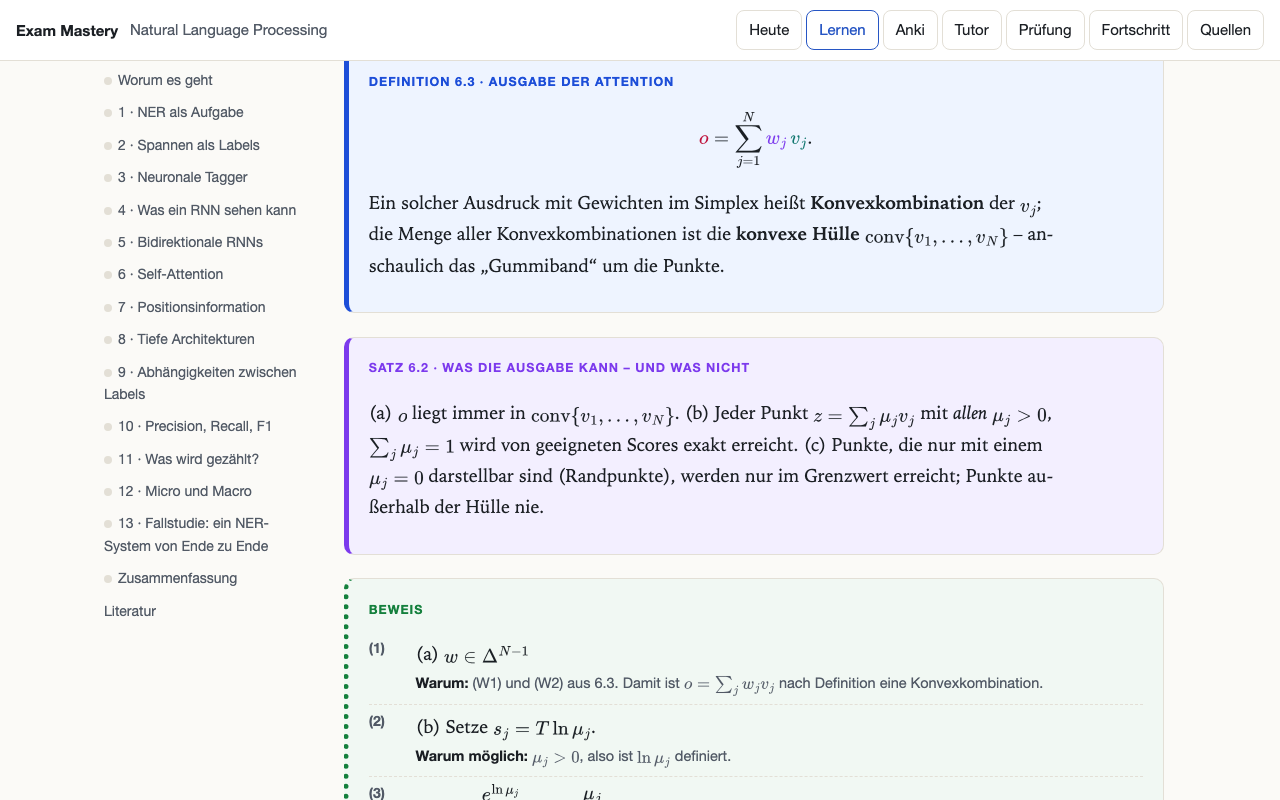 Exam Mastery Natural Language Processing
Heute Lernen Anki Tutor Prüfung Fortschritt Quellen
Worum es geht
1 · NER als Aufgabe
2 · Spannen als Labels
3 · Neuronale Tagger
4 · Was ein RNN sehen kann
5 · Bidirektionale RNNs
6 · Self-Attention
7 · Positionsinformation
8 · Tiefe Architekturen
9 · Abhängigkeiten zwischen
Labels
10 · Precision, Recall, F1
11 · Was wird gezählt?
12 · Micro und Macro
13 · Fallstudie: ein NER-
System von Ende zu Ende
Zusammenfassung
Literatur
DEFINITION 6.3 · AUSGABE DER ATTENTION
o = ∑_{j=1}^{N} w_j v_j.
Ein solcher Ausdruck mit Gewichten im Simplex heißt Konvexkombination der v_j;
die Menge aller Konvexkombinationen ist die konvexe Hülle conv{v_1, . . . , v_N} – an-
schaulich das „Gummiband“ um die Punkte.
SATZ 6.2 · WAS DIE AUSGABE KANN – UND WAS NICHT
(a) o liegt immer in conv{v_1, . . . , v_N}. (b) Jeder Punkt z = ∑_j μ_j v_j mit allen μ_j > 0,
∑_j μ_j = 1 wird von geeigneten Scores exakt erreicht. (c) Punkte, die nur mit einem
μ_j = 0 darstellbar sind (Randpunkte), werden nur im Grenzwert erreicht; Punkte au-
ßerhalb der Hülle nie.
BEWEIS
(1) (a) w ∈ Δ^{N−1}
Warum: (W1) und (W2) aus 6.3. Damit ist o = ∑_j w_j v_j nach Definition eine Konvexkombination.
(2) (b) Setze s_j = T ln μ_j.
Warum möglich: μ_j > 0, also ist ln μ_j definiert.
(3) e^{ln μ_j} μ_j